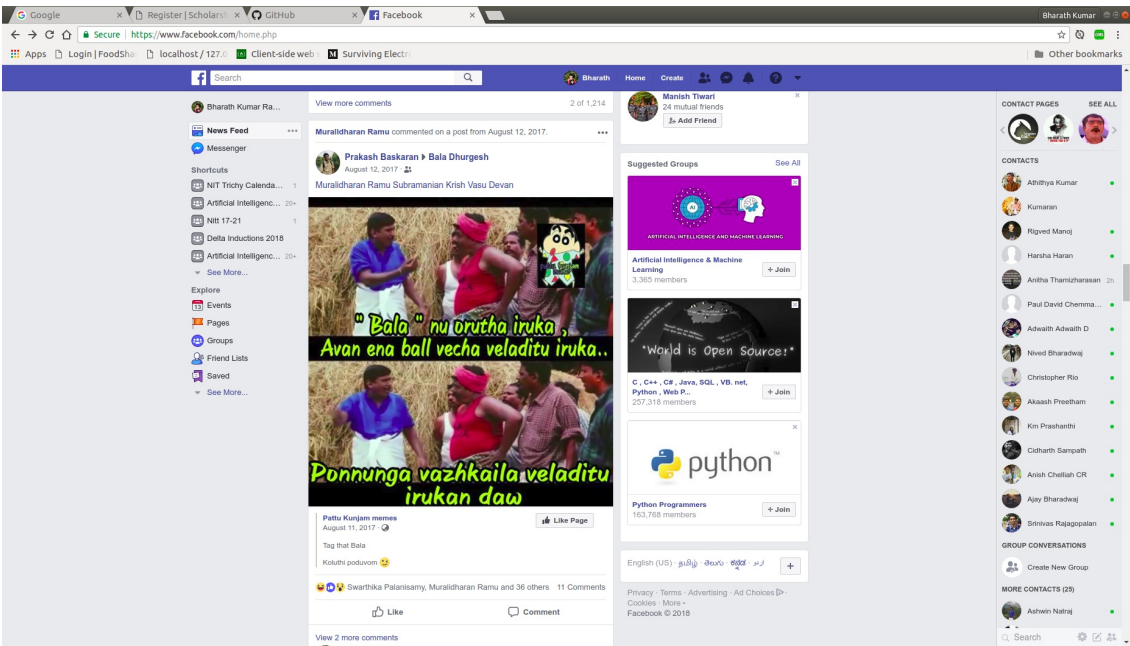 Google
Register | Scholarsh
GitHub
Facebook
Bharath Kumar
Secure
https://www.facebook.com/home.php
Apps
Login | FoodShar
localhost / 127.0
Client-side web
Surviving Electr
Other bookmarks
Search
Bharath
Home
Create
Bharath Kumar Ra...
News Feed
Messenger
Shortcuts
NIT Trichy Calenda... 1
Artificial Intelligenc... 20+
Nitt 17-21 1
Delta Inductions 2018
Artificial Intelligenc... 20+
See More...
Explore
Events
Pages
Groups
Friend Lists
Saved
See More...
View more comments
2 of 1,214
Muralidharan Ramu commented on a post from August 12, 2017.
Prakash Baskaran ▸ Bala Dhurgesh
August 12, 2017 ·
Muralidharan Ramu Subramanian Krish Vasu Devan
" Bala " nu orutha iruka ,
Avan ena ball vecha veladitu iruka..
Ponnunga vazhkaila veladitu
irukan daw
Pattu Kunjam memes
August 11, 2017 ·
Like Page
Tag that Bala
Koluthi poduvom
Swarthika Palanisamy, Muralidharan Ramu and 36 others
11 Comments
Like
Comment
View 2 more comments
Manish Tiwari
24 mutual friends
Add Friend
Suggested Groups
See All
AI
ARTIFICIAL INTELLIGENCE AND MACHINE LEARNING
Artificial Intelligence & Machine
Learning
3,365 members
+ Join
"World is Open Source!"
C , C++ , C# , Java, SQL , VB. net,
Python , Web P...
257,318 members
+ Join
python™
Python Programmers
163,768 members
+ Join
English (US) · தமிழ் · తెలుగు · ಕನ್ನಡ · اردو
Privacy · Terms · Advertising · Ad Choices ·
Cookies · More
Facebook © 2018
CONTACT PAGES
SEE ALL
CONTACTS
Athithya Kumar
Kumaran
Rigved Manoj
Harsha Haran
Anitha Thamizharasan 2h
Paul David Chemma...
Adwaith Adwaith D
Nived Bharadwaj
Christopher Rio
Akaash Preetham
Km Prashanthi
Cidharth Sampath
Anish Chelliah CR
Ajay Bharadwaj
Srinivas Rajagopalan
GROUP CONVERSATIONS
Create New Group
MORE CONTACTS (25)
Ashwin Natraj
Search